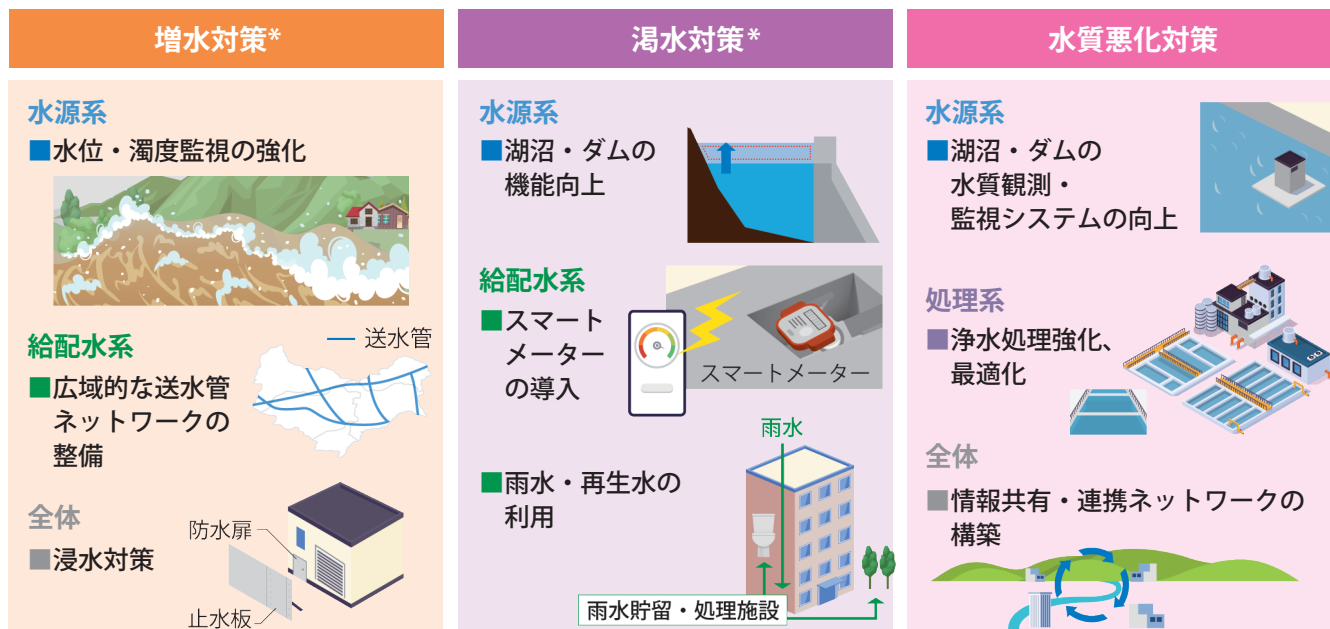 増水対策*
水源系
■水位・濁度監視の強化
給配水系
送水管
■広域的な送水管
ネットワークの
整備
全体
■浸水対策
防水扉
止水板
渇水対策*
水源系
■湖沼・ダムの
機能向上
給配水系
■スマート
メーター
の導入
スマートメーター
■雨水・再生水の
利用
雨水
雨水貯留・処理施設
水質悪化対策
水源系
■湖沼・ダムの
水質観測・
監視システムの向上
処理系
■浄水処理強化、
最適化
全体
■情報共有・連携ネットワークの
構築